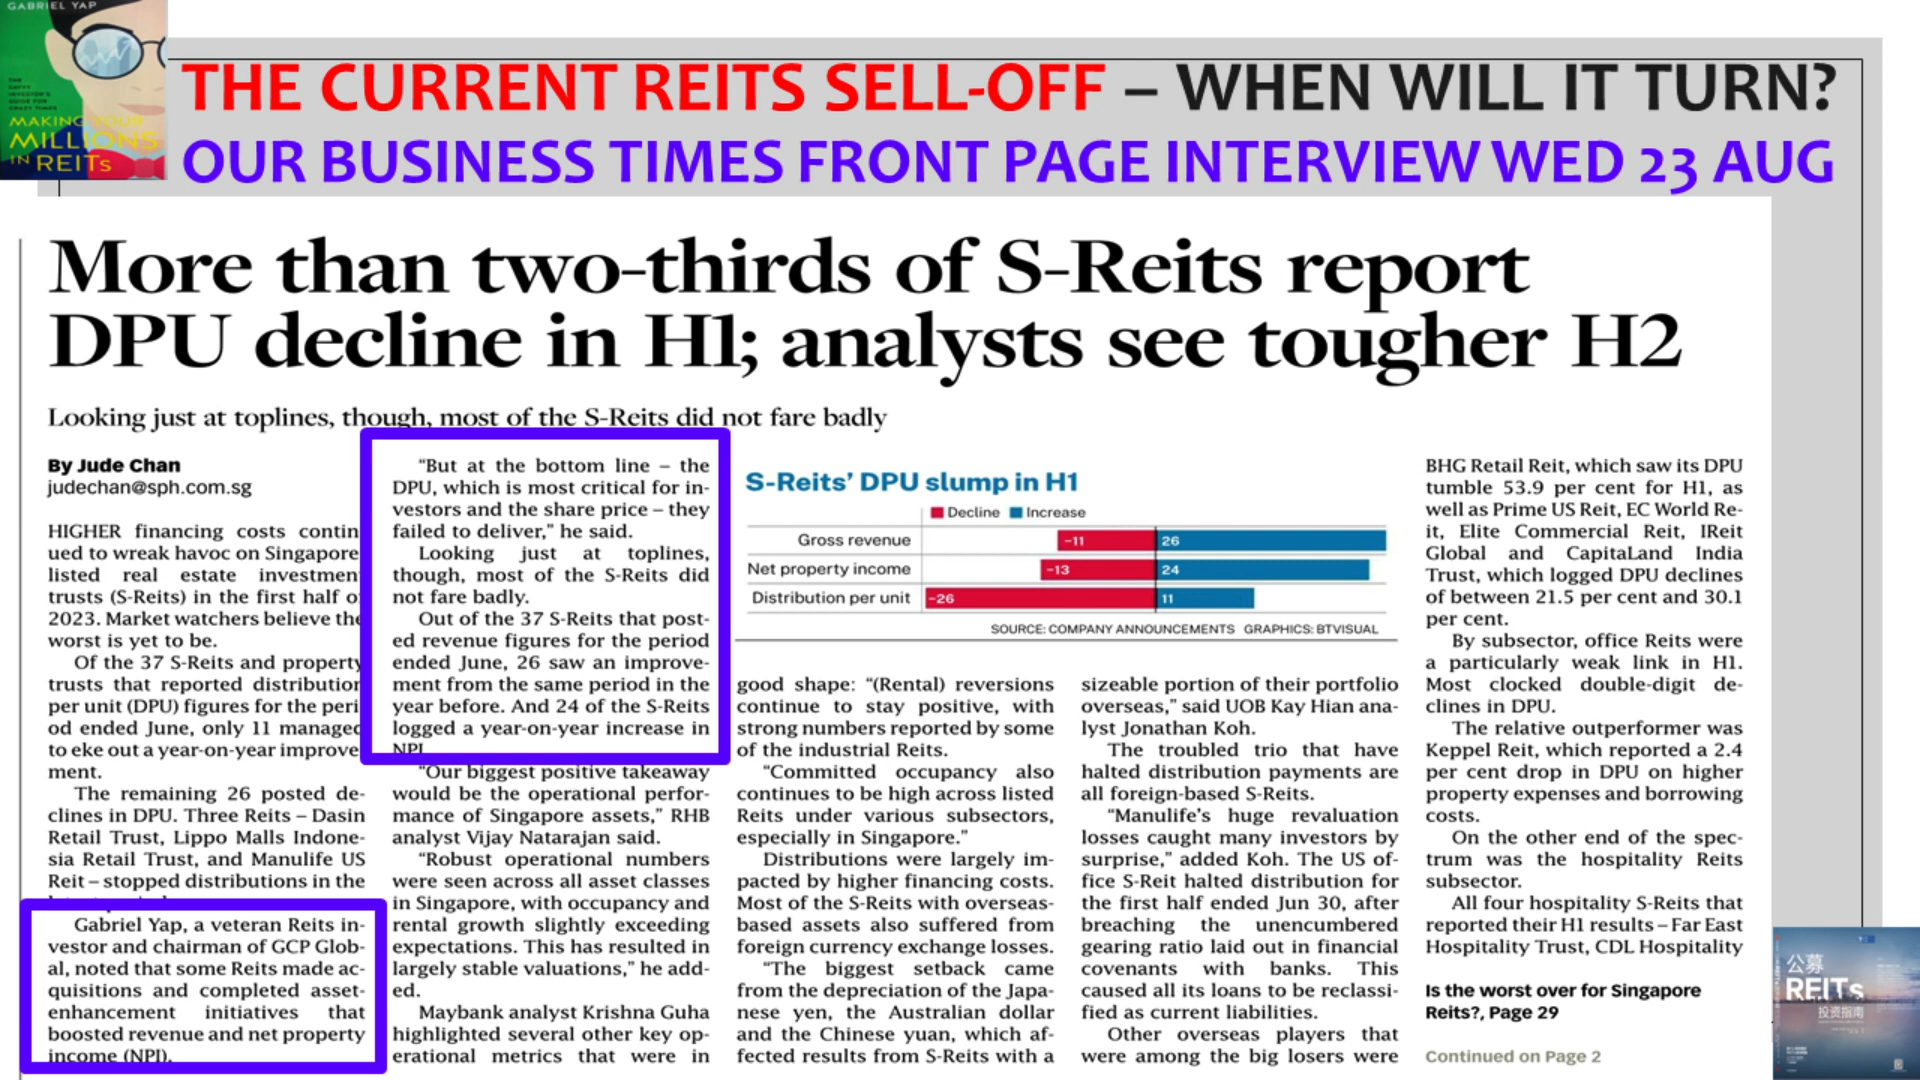 GABRIEL YAP
THE
SAVVY
INVESTOR'S
GUIDE FOR
CRAZY TIMES
MAKING YOUR
MILLIONS
IN REITs
THE CURRENT REITS SELL-OFF – WHEN WILL IT TURN?
OUR BUSINESS TIMES FRONT PAGE INTERVIEW WED 23 AUG
More than two-thirds of S-Reits report
DPU decline in H1; analysts see tougher H2
Looking just at toplines, though, most of the S-Reits did not fare badly
By Jude Chan
judechan@sph.com.sg
HIGHER financing costs contin
ued to wreak havoc on Singapore
listed real estate investmen
trusts (S-Reits) in the first half o
2023. Market watchers believe the
worst is yet to be.
Of the 37 S-Reits and property
trusts that reported distribution
per unit (DPU) figures for the peri
od ended June, only 11 managed
to eke out a year-on-year improve
ment.
The remaining 26 posted de-
clines in DPU. Three Reits – Dasin
Retail Trust, Lippo Malls Indone-
sia Retail Trust, and Manulife US
Reit – stopped distributions in the
Gabriel Yap, a veteran Reits in-
vestor and chairman of GCP Glob-
al, noted that some Reits made ac-
quisitions and completed asset-
enhancement initiatives that
boosted revenue and net property
income (NPI).
“But at the bottom line – the
DPU, which is most critical for in-
vestors and the share price – they
failed to deliver,” he said.
Looking just at toplines,
though, most of the S-Reits did
not fare badly.
Out of the 37 S-Reits that post-
ed revenue figures for the period
ended June, 26 saw an improve-
ment from the same period in the
year before. And 24 of the S-Reits
logged a year-on-year increase in
NPI
“Our biggest positive takeaway
would be the operational perfor-
mance of Singapore assets,” RHB
analyst Vijay Natarajan said.
“Robust operational numbers
were seen across all asset classes
in Singapore, with occupancy and
rental growth slightly exceeding
expectations. This has resulted in
largely stable valuations,” he add-
ed.
Maybank analyst Krishna Guha
highlighted several other key op-
erational metrics that were in
S-Reits’ DPU slump in H1
Decline Increase
Gross revenue -11 26
Net property income -13 24
Distribution per unit -26 11
SOURCE: COMPANY ANNOUNCEMENTS GRAPHICS: BTVISUAL
good shape: “(Rental) reversions
continue to stay positive, with
strong numbers reported by some
of the industrial Reits.
“Committed occupancy also
continues to be high across listed
Reits under various subsectors,
especially in Singapore.”
Distributions were largely im-
pacted by higher financing costs.
Most of the S-Reits with overseas-
based assets also suffered from
foreign currency exchange losses.
“The biggest setback came
from the depreciation of the Japa-
nese yen, the Australian dollar
and the Chinese yuan, which af-
fected results from S-Reits with a
sizeable portion of their portfolio
overseas,” said UOB Kay Hian ana-
lyst Jonathan Koh.
The troubled trio that have
halted distribution payments are
all foreign-based S-Reits.
“Manulife’s huge revaluation
losses caught many investors by
surprise,” added Koh. The US of-
fice S-Reit halted distribution for
the first half ended Jun 30, after
breaching the unencumbered
gearing ratio laid out in financial
covenants with banks. This
caused all its loans to be reclassi-
fied as current liabilities.
Other overseas players that
were among the big losers were
BHG Retail Reit, which saw its DPU
tumble 53.9 per cent for H1, as
well as Prime US Reit, EC World Re-
it, Elite Commercial Reit, IReit
Global and CapitaLand India
Trust, which logged DPU declines
of between 21.5 per cent and 30.1
per cent.
By subsector, office Reits were
a particularly weak link in H1.
Most clocked double-digit de-
clines in DPU.
The relative outperformer was
Keppel Reit, which reported a 2.4
per cent drop in DPU on higher
property expenses and borrowing
costs.
On the other end of the spec-
trum was the hospitality Reits
subsector.
All four hospitality S-Reits that
reported their H1 results – Far East
Hospitality Trust, CDL Hospitality
Is the worst over for Singapore
Reits?, Page 29
Continued on Page 2
公募
REITs
投资指南